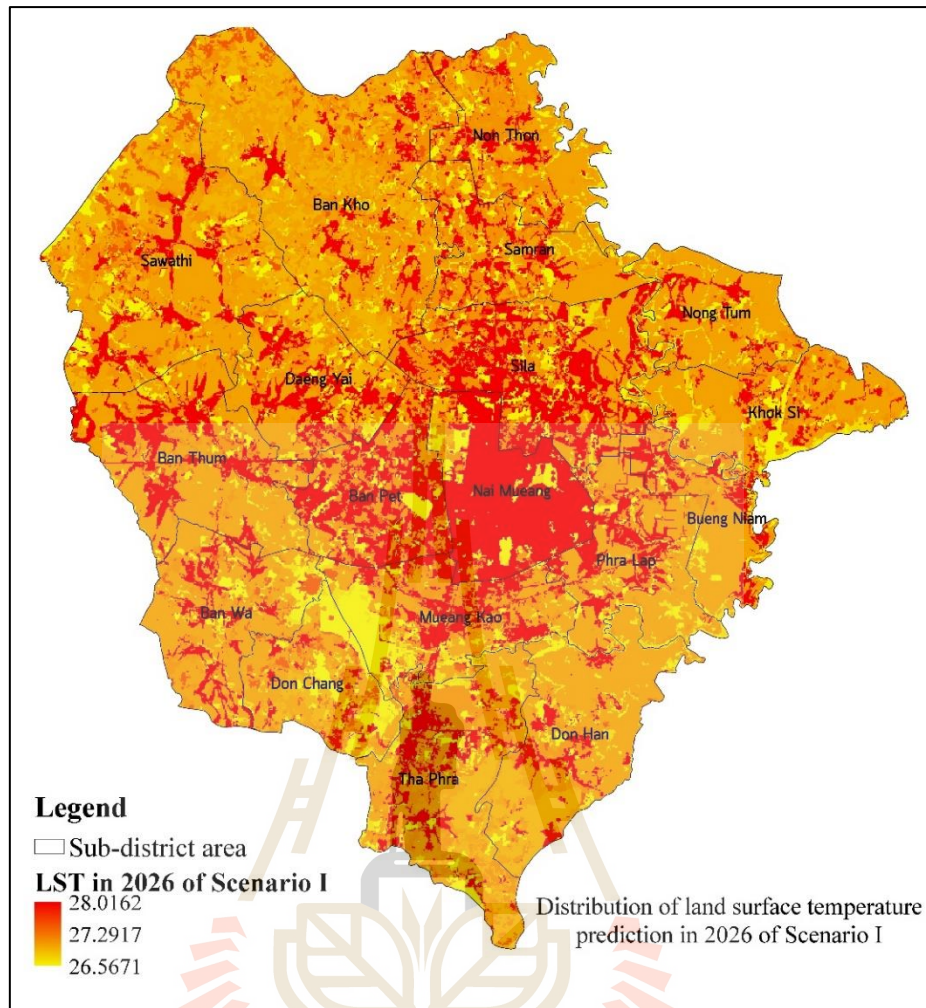 Non Thon
Ban Kho
Samran
Sawathi
Nong Tum
Sila
Daeng Yai
Khok Si
Ban Thum
Nai Mueang
Ban Pet
Bueng Niam
Phra Lap
Ban Wa
Mueang Kao
Don Chang
Don Han
Tha Phra
Legend
Sub-district area
LST in 2026 of Scenario I
28.0162
27.2917
26.5671
Distribution of land surface temperature
prediction in 2026 of Scenario I